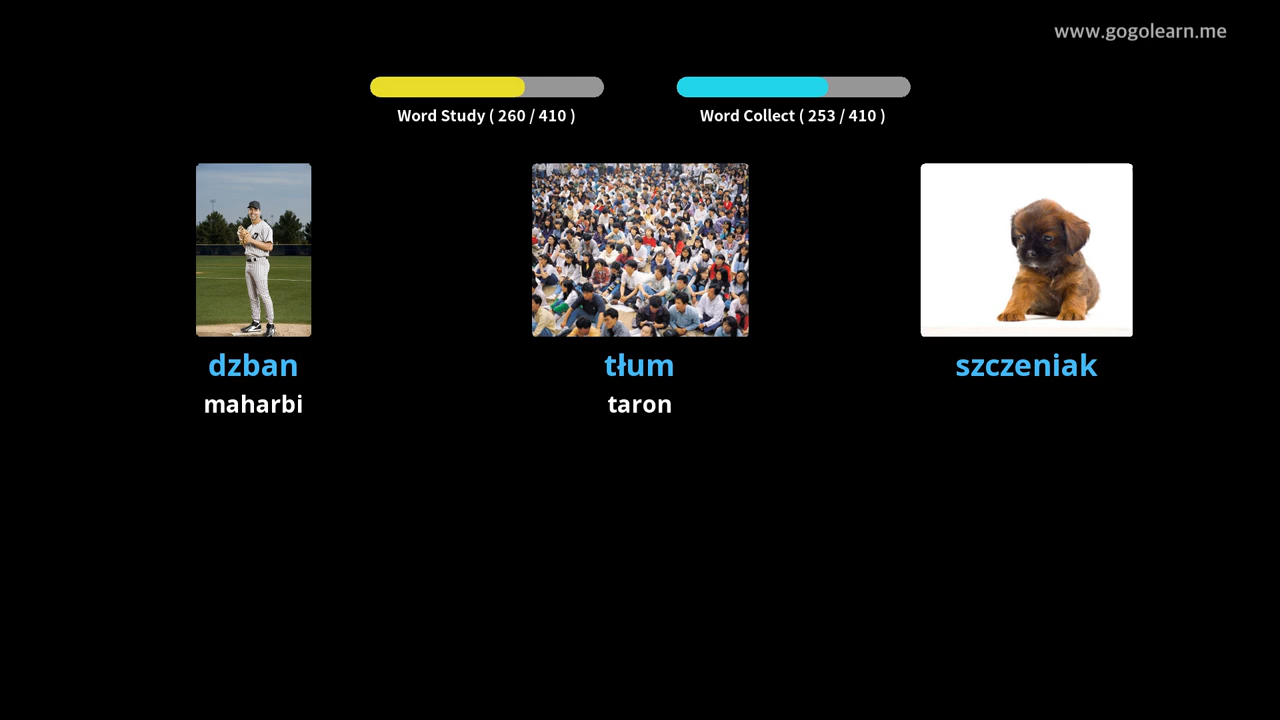 www.gogolearn.me
Word Study ( 260 / 410 )
Word Collect ( 253 / 410 )
dzban
tłum
szczeniak
maharbi
taron